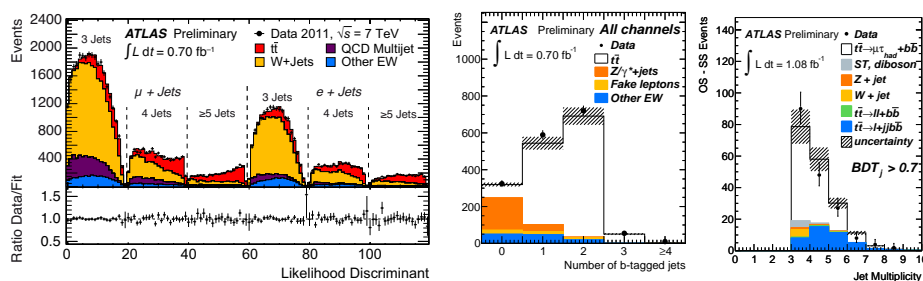 Events
2400
2000
1600
1200
800
400
ATLAS Preliminary
∫ L dt = 0.70 fb⁻¹
Data 2011, √s = 7 TeV
tt̄
QCD Multijet
W+Jets
Other EW
3 Jets
μ + Jets
4 Jets
≥5 Jets
3 Jets
e + Jets
4 Jets
≥5 Jets
Ratio Data/Fit
1.5
1.0
0.5
0 20 40 60 80 100
Likelihood Discriminant
Events
1000
800
600
400
200
0
ATLAS Preliminary
All channels
∫ L dt = 0.70 fb⁻¹
Data
tt̄
Z/γ*+jets
Fake leptons
Other EW
0 1 2 3 ≥4
Number of b-tagged jets
OS - SS Events
120
100
80
60
40
20
0
ATLAS Preliminary
∫ L dt = 1.08 fb⁻¹
Data
tt̄→μτhad+bb̄
ST, diboson
Z + jet
W + jet
tt̄→ll+bb̄
tt̄→l+jjbb̄
uncertainty
BDTj > 0.7
0 1 2 3 4 5 6 7 8 9 10
Jet Multiplicity